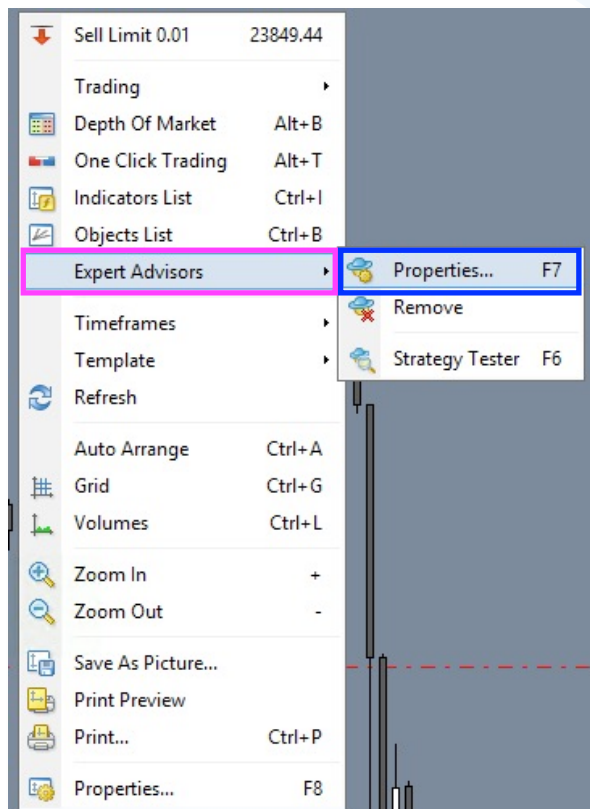 Sell Limit 0.01 23849.44
Trading
Depth Of Market Alt+B
One Click Trading Alt+T
Indicators List Ctrl+I
Objects List Ctrl+B
Expert Advisors
Properties... F7
Remove
Strategy Tester F6
Timeframes
Template
Refresh
Auto Arrange Ctrl+A
Grid Ctrl+G
Volumes Ctrl+L
Zoom In +
Zoom Out -
Save As Picture...
Print Preview
Print... Ctrl+P
Properties... F8